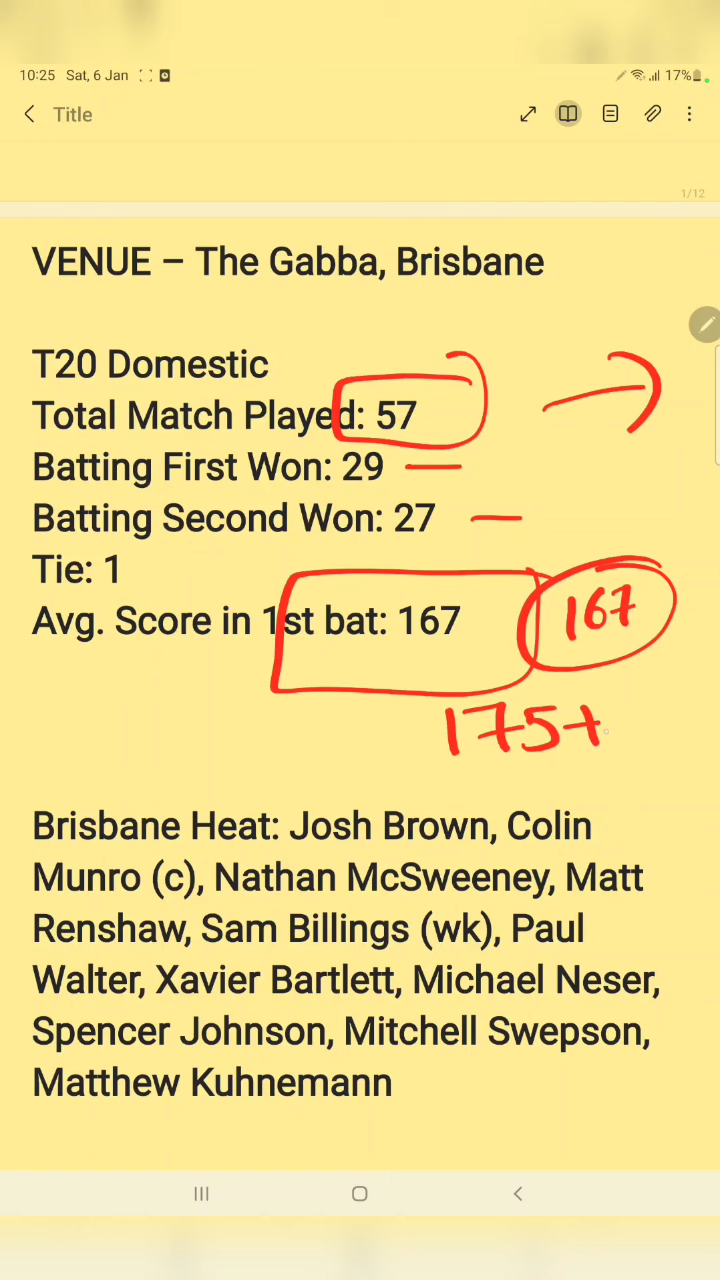 10:25 Sat, 6 Jan 17%
Title
1/12
VENUE – The Gabba, Brisbane
T20 Domestic
Total Match Played: 57
Batting First Won: 29
Batting Second Won: 27
Tie: 1
Avg. Score in 1st bat: 167 167
175+
Brisbane Heat: Josh Brown, Colin
Munro (c), Nathan McSweeney, Matt
Renshaw, Sam Billings (wk), Paul
Walter, Xavier Bartlett, Michael Neser,
Spencer Johnson, Mitchell Swepson,
Matthew Kuhnemann